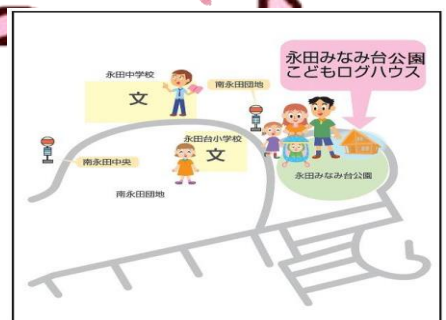 永田みなみ台公園
こどもログハウス
永田中学校
文
南永田団地
永田台小学校
文
南永田中央
南永田団地
永田みなみ台公園